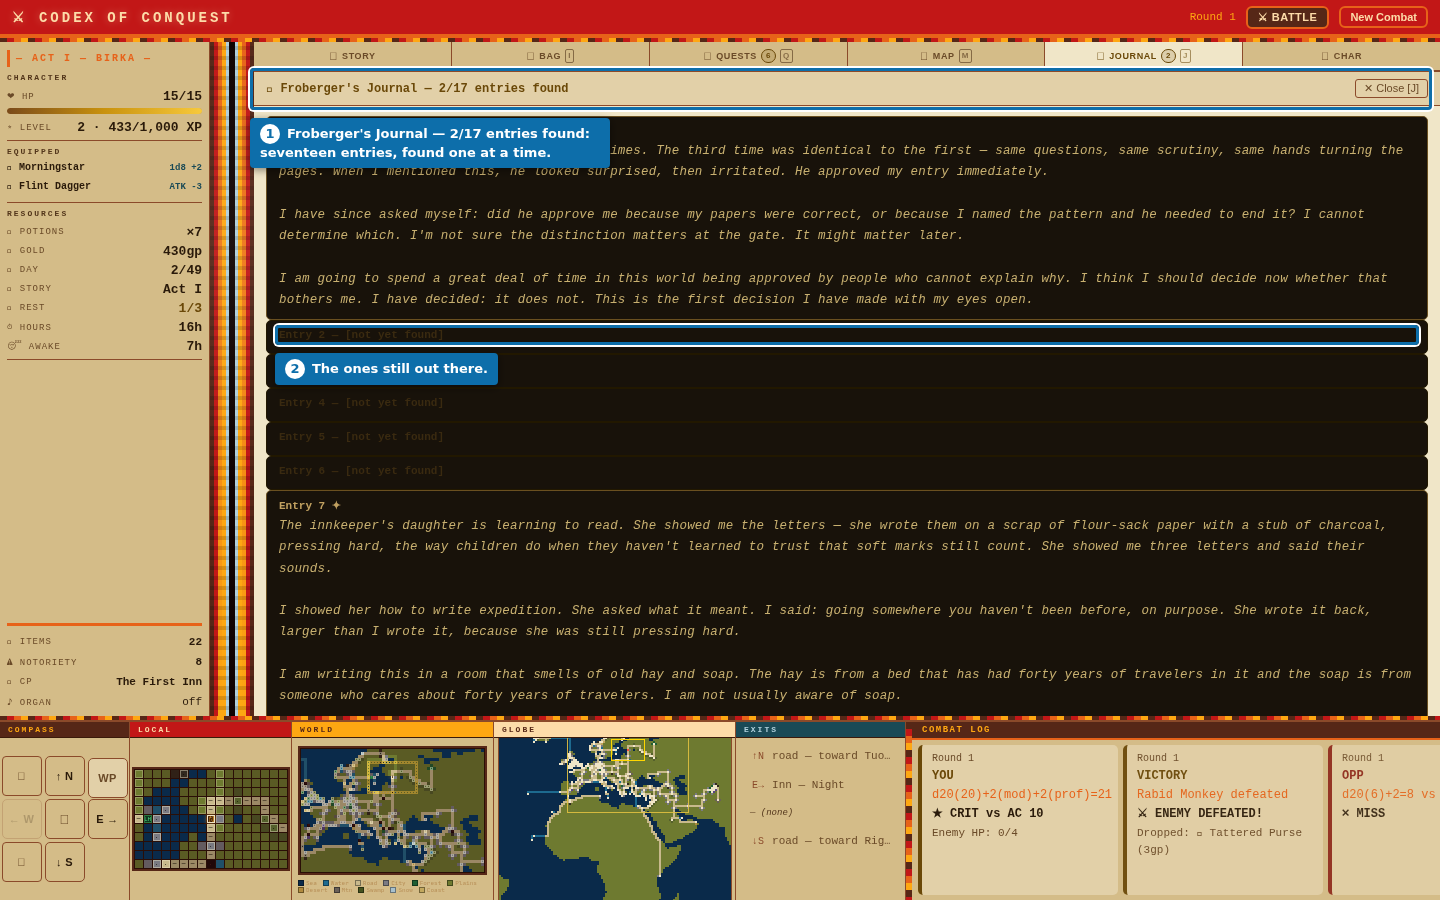 ⚔ CODEX OF CONQUEST
Round 1
⚔ BATTLE
New Combat
— ACT I — BIRKA —
CHARACTER
❤ HP 15/15
LEVEL 2 · 433/1,000 XP
EQUIPPED
Morningstar 1d8 +2
Flint Dagger ATK -3
RESOURCES
POTIONS ×7
GOLD 430gp
DAY 2/49
STORY Act I
REST 1/3
HOURS 16h
AWAKE 7h
ITEMS 22
NOTORIETY 8
CP The First Inn
♪ ORGAN off
STORY
BAG I
QUESTS 6 Q
MAP M
JOURNAL 2 J
CHAR
Froberger's Journal — 2/17 entries found
✕ Close [J]
1 Froberger's Journal — 2/17 entries found: seventeen entries, found one at a time.
imes. The third time was identical to the first — same questions, same scrutiny, same hands turning the
pages. When I mentioned this, he looked surprised, then irritated. He approved my entry immediately.
I have since asked myself: did he approve me because my papers were correct, or because I named the pattern and he needed to end it? I cannot
determine which. I'm not sure the distinction matters at the gate. It might matter later.
I am going to spend a great deal of time in this world being approved by people who cannot explain why. I think I should decide now whether that
bothers me. I have decided: it does not. This is the first decision I have made with my eyes open.
Entry 2 — [not yet found]
2 The ones still out there.
Entry 4 — [not yet found]
Entry 5 — [not yet found]
Entry 6 — [not yet found]
Entry 7 ✦
The innkeeper's daughter is learning to read. She showed me the letters — she wrote them on a scrap of flour-sack paper with a stub of charcoal,
pressing hard, the way children do when they haven't learned to trust that soft marks still count. She showed me three letters and said their
sounds.
I showed her how to write expedition. She asked what it meant. I said: going somewhere you haven't been before, on purpose. She wrote it back,
larger than I wrote it, because she was still pressing hard.
I am writing this in a room that smells of old hay and soap. The hay is from a bed that has had forty years of travelers in it and the soap is from
someone who cares about forty years of travelers. I am not usually aware of soap.
COMPASS
↑ N
WP
← W
E →
↓ S
LOCAL
WORLD
GLOBE
EXITS
↑N road — toward Tuo…
E→ Inn — Night
— (none)
↓S road — toward Rig…
COMBAT LOG
Round 1
YOU
d20(20)+2(mod)+2(prof)=21
★ CRIT vs AC 10
Enemy HP: 0/4
Round 1
VICTORY
Rabid Monkey defeated
⚔ ENEMY DEFEATED!
Dropped: Tattered Purse
(3gp)
Round 1
OPP
d20(6)+2=8 vs
✕ MISS